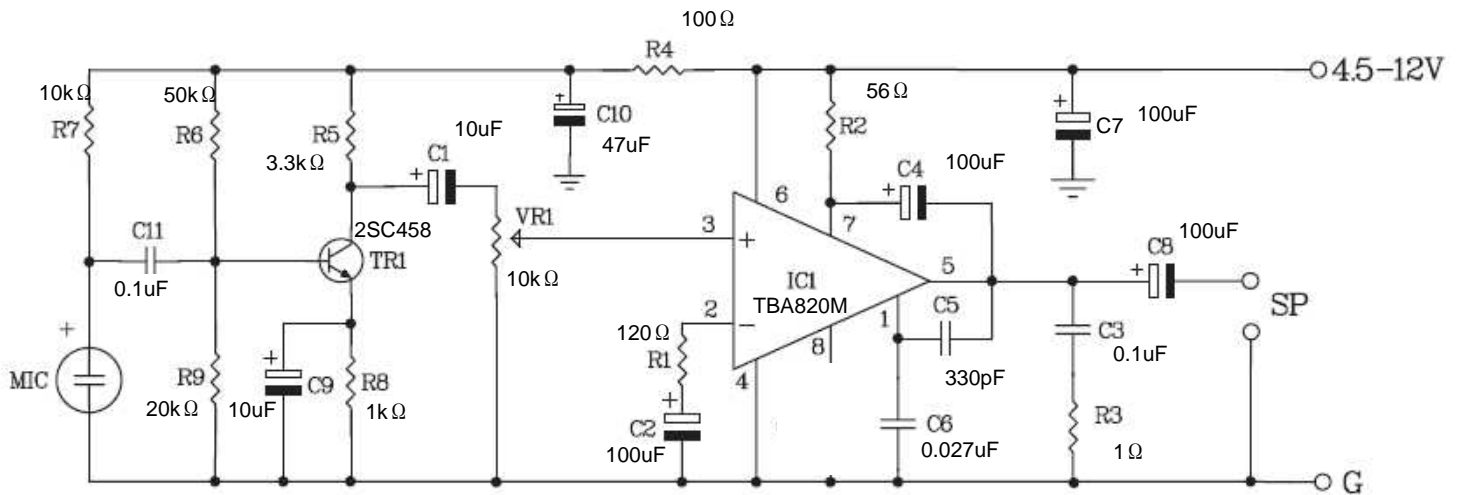 100Ω
R4
4.5-12V
10kΩ
R7
50kΩ
R6
R5
3.3kΩ
C1
10uF
C10
47uF
56Ω
R2
C7
100uF
C4
100uF
6
7
C11
0.1uF
2SC458
TR1
VR1
10kΩ
3
+
IC1
TBA820M
5
C8
100uF
SP
2
−
1
C5
330pF
8
4
C3
0.1uF
120Ω
R1
MIC
R9
20kΩ
10uF
C9
R8
1kΩ
C2
100uF
C6
0.027uF
R3
1Ω
G